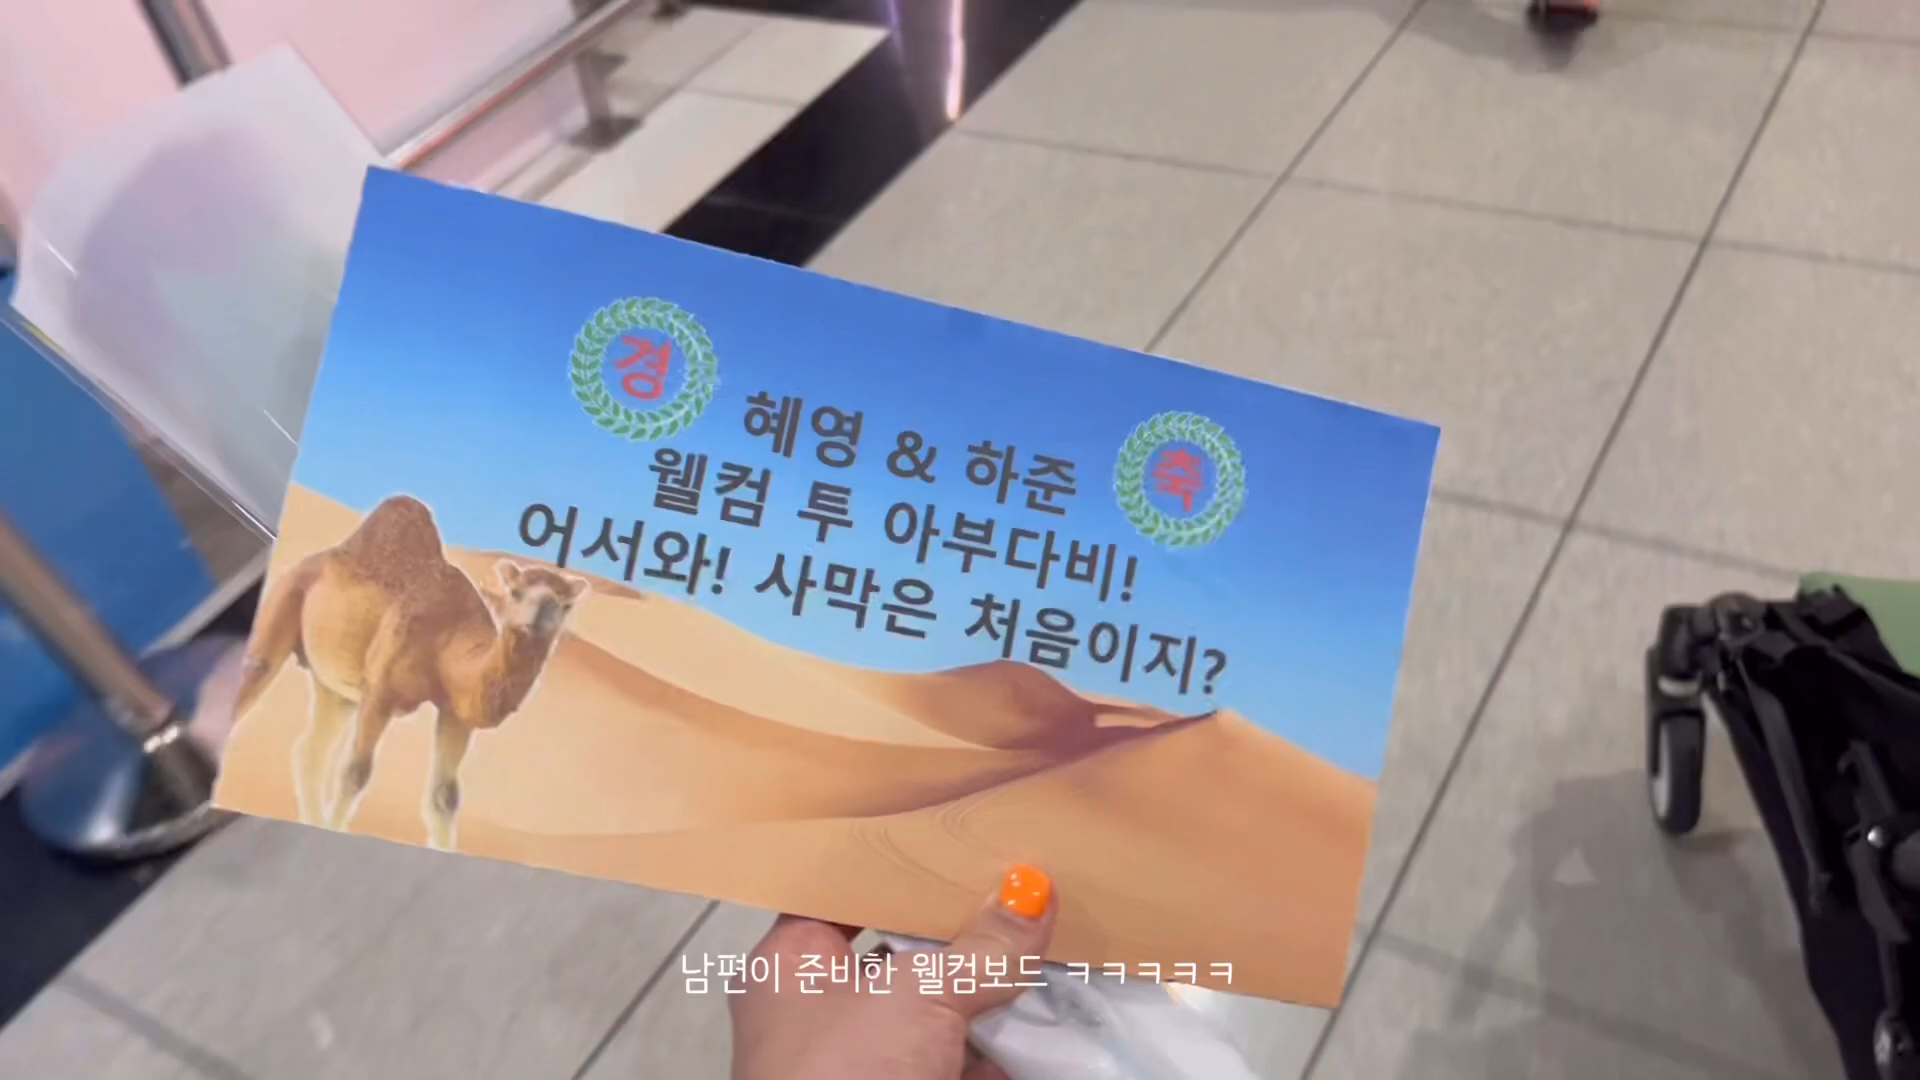 경
혜영 & 하준
축
웰컴 투 아부다비!
어서와! 사막은 처음이지?
남편이 준비한 웰컴보드 ㅋㅋㅋㅋㅋ